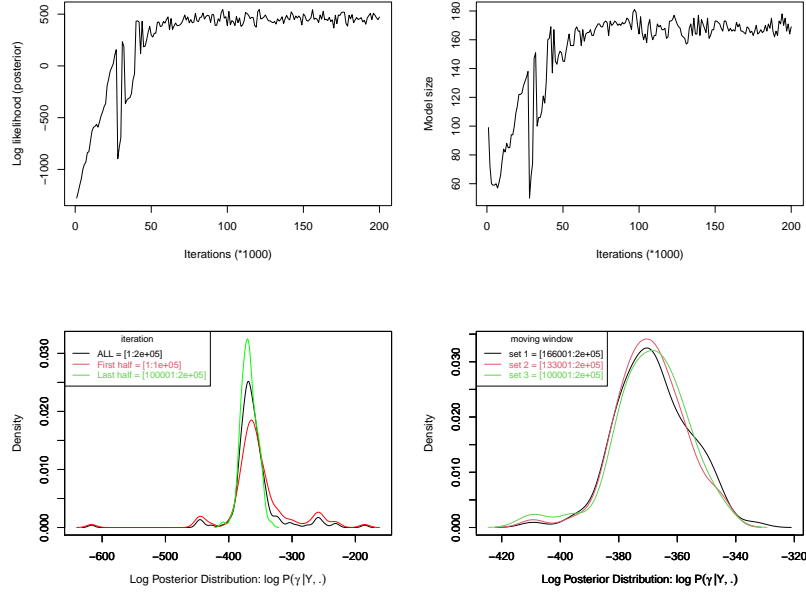 500
0
−500
−1000
Log likelihood (posterior)
0
50
100
150
200
Iterations (*1000)
180
160
140
120
100
80
60
Model size
0
50
100
150
200
Iterations (*1000)
iteration
ALL = [1:2e+05]
First half = [1:1e+05]
Last half = [100001:2e+05]
0.030
0.020
0.010
0.000
Density
−600
−500
−400
−300
−200
Log Posterior Distribution: log P(γ|Y, .)
moving window
set 1 = [166001:2e+05]
set 2 = [133001:2e+05]
set 3 = [100001:2e+05]
0.030
0.020
0.010
0.000
Density
−420
−400
−380
−360
−340
−320
Log Posterior Distribution: log P(γ|Y, .)